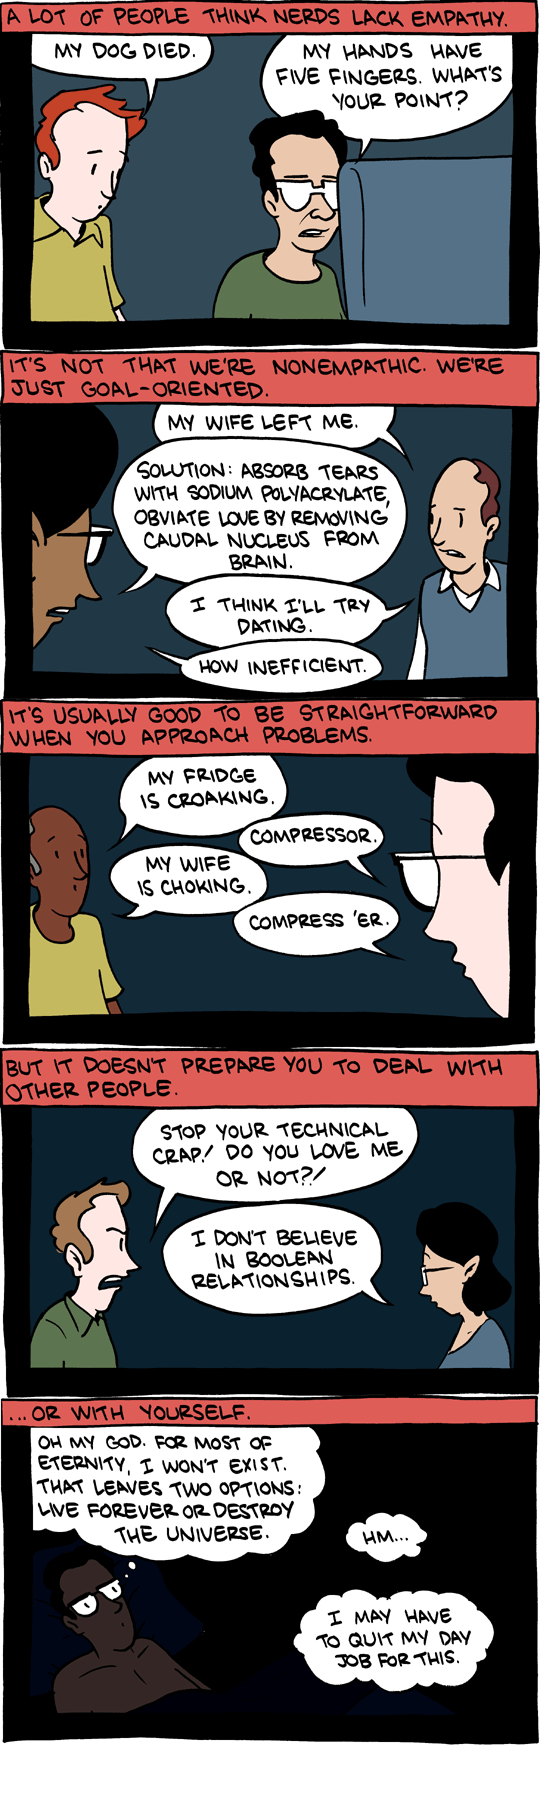 A LOT OF PEOPLE THINK NERDS LACK EMPATHY.
MY DOG DIED.
MY HANDS HAVE
FIVE FINGERS. WHAT'S
YOUR POINT?
IT'S NOT THAT WE'RE NONEMPATHIC. WE'RE
JUST GOAL-ORIENTED.
MY WIFE LEFT ME.
SOLUTION: ABSORB TEARS
WITH SODIUM POLYACRYLATE,
OBVIATE LOVE BY REMOVING
CAUDAL NUCLEUS FROM
BRAIN.
I THINK I'LL TRY
DATING.
HOW INEFFICIENT.
IT'S USUALLY GOOD TO BE STRAIGHTFORWARD
WHEN YOU APPROACH PROBLEMS.
MY FRIDGE
IS CROAKING.
COMPRESSOR.
MY WIFE
IS CHOKING.
COMPRESS 'ER.
BUT IT DOESN'T PREPARE YOU TO DEAL WITH
OTHER PEOPLE.
STOP YOUR TECHNICAL
CRAP! DO YOU LOVE ME
OR NOT?!
I DON'T BELIEVE
IN BOOLEAN
RELATIONSHIPS.
...OR WITH YOURSELF.
OH MY GOD. FOR MOST OF
ETERNITY, I WON'T EXIST.
THAT LEAVES TWO OPTIONS:
LIVE FOREVER OR DESTROY
THE UNIVERSE.
HM...
I MAY HAVE
TO QUIT MY DAY
JOB FOR THIS.